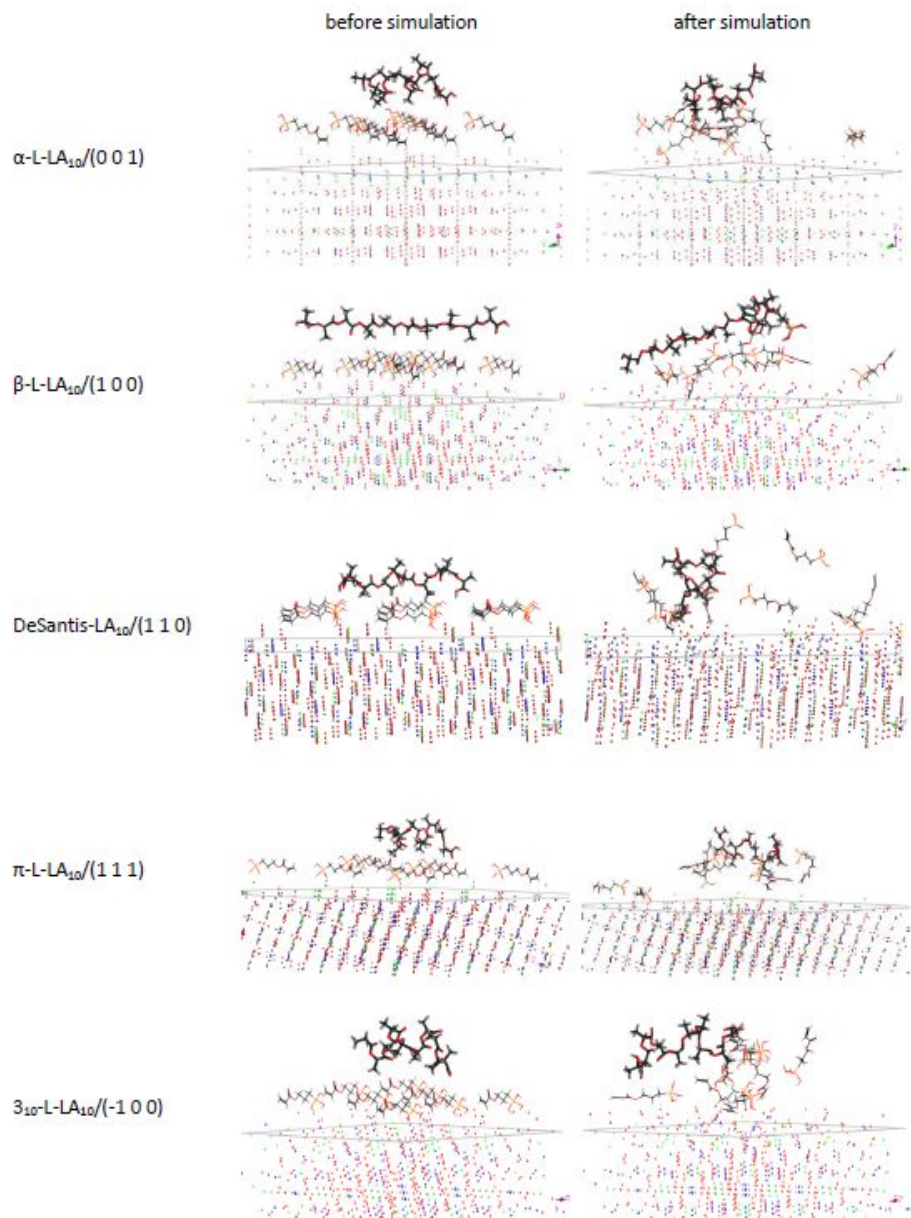 before simulation after simulation
α-L-LA₁₀/(0 0 1)
β-L-LA₁₀/(1 0 0)
DeSantis-LA₁₀/(1 1 0)
π-L-LA₁₀/(1 1 1)
3₁₀-L-LA₁₀/(-1 0 0)